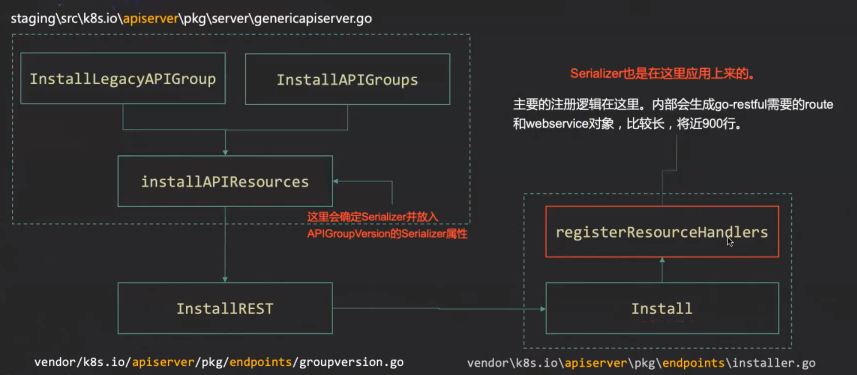 staging\src\k8s.io\apiserver\pkg\server\genericapiserver.go
InstallLegacyAPIGroup
InstallAPIGroups
Serializer也是在这里应用上来的。
主要的注册逻辑在这里。内部会生成go-restful需要的route
和webservice对象，比较长，将近900行。
installAPIResources
这里会确定Serializer并放入
APIGroupVersion的Serializer属性
registerResourceHandlers
InstallREST
Install
vendor/k8s.io/apiserver/pkg/endpoints/groupversion.go
vendor\k8s.io\apiserver\pkg\endpoints\installer.go